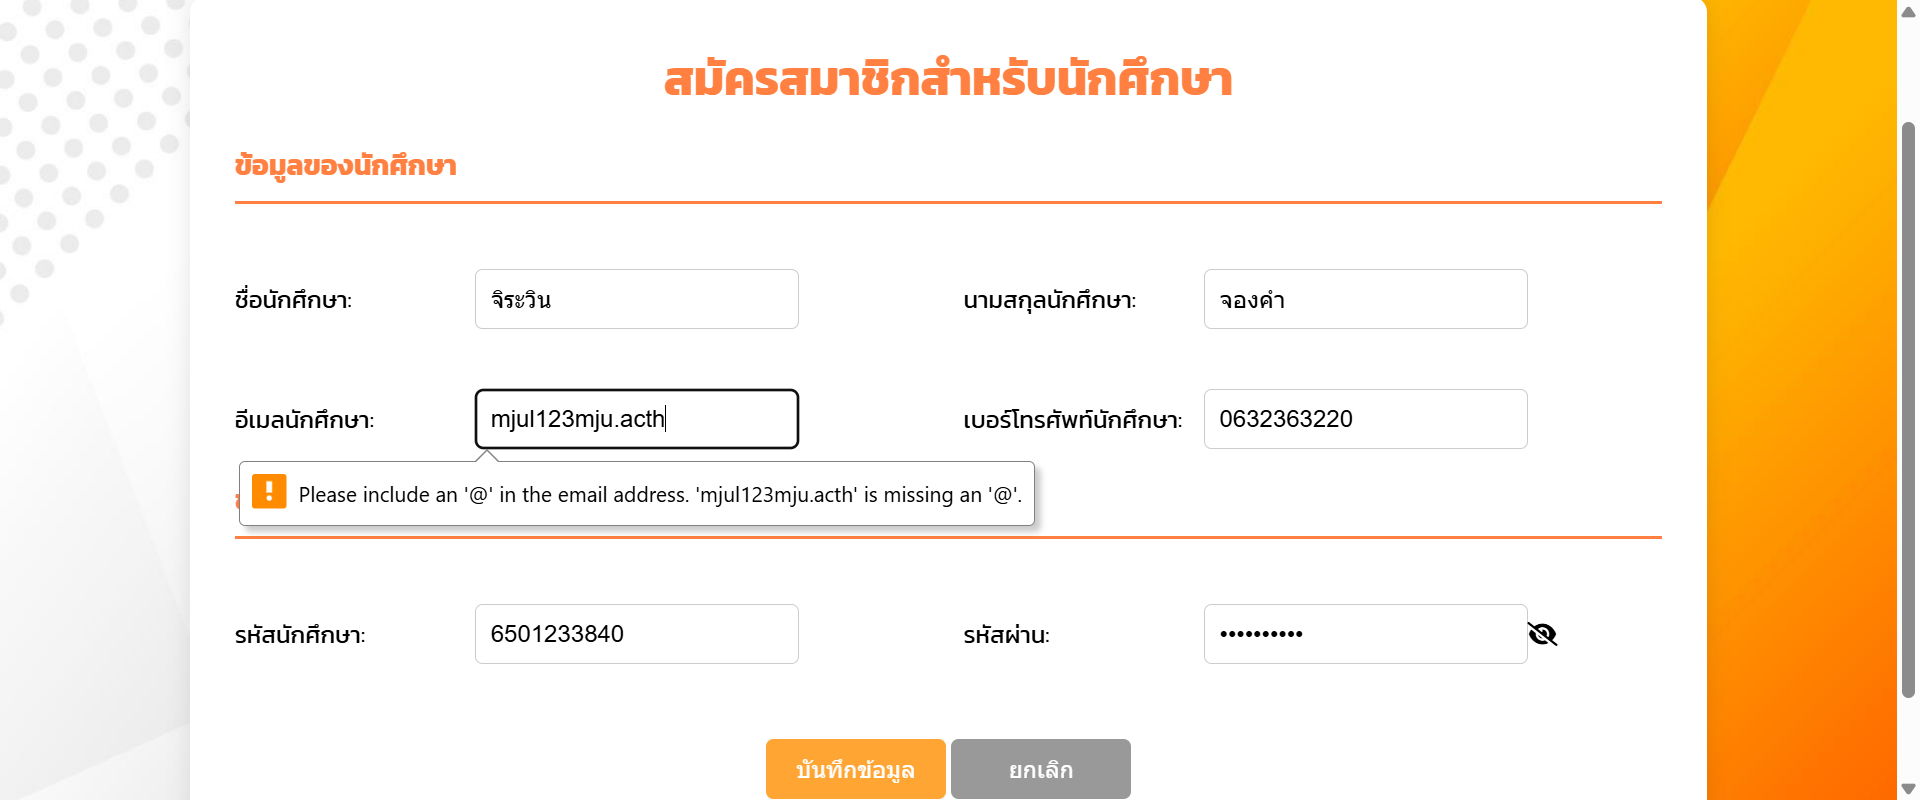 สมัครสมาชิกสำหรับนักศึกษา
ข้อมูลของนักศึกษา
ชื่อนักศึกษา: จิระวิน นามสกุลนักศึกษา: จองคำ
อีเมลนักศึกษา: mjul123mju.acth เบอร์โทรศัพท์นักศึกษา: 0632363220
Please include an '@' in the email address. 'mjul123mju.acth' is missing an '@'.
รหัสนักศึกษา: 6501233840 รหัสผ่าน: ••••••••••
บันทึกข้อมูล ยกเลิก